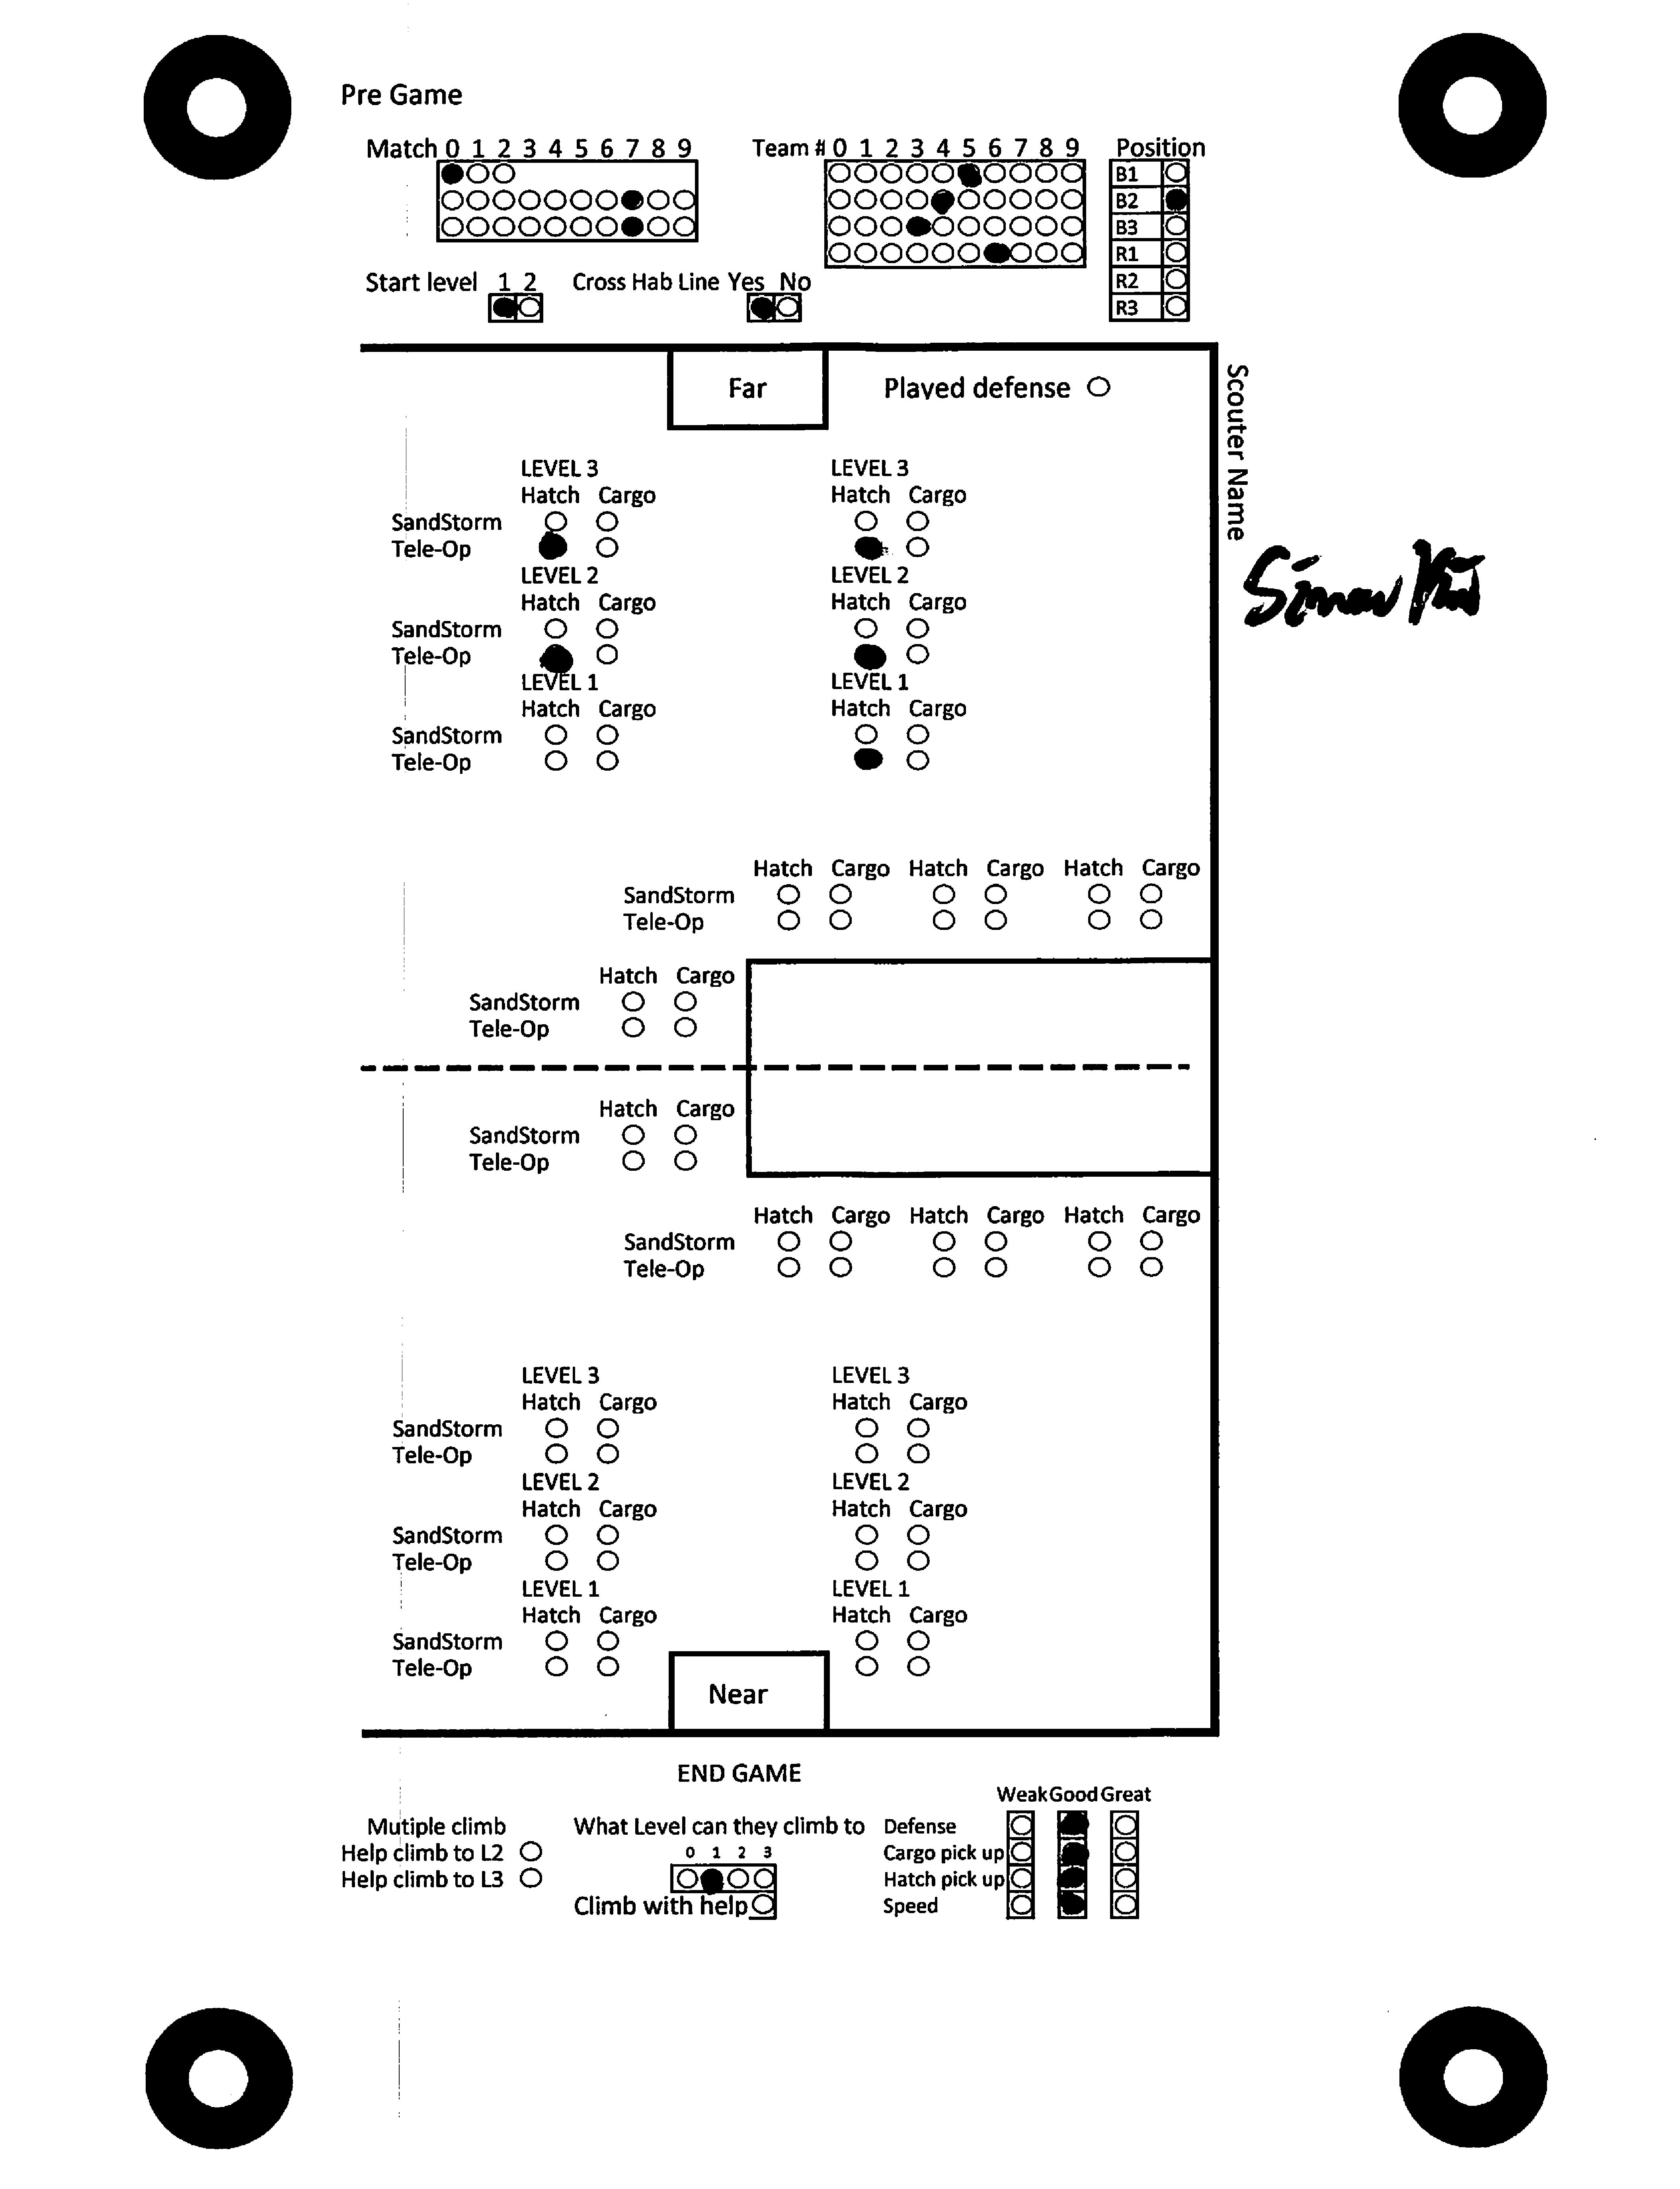 Pre Game
Match 0 1 2 3 4 5 6 7 8 9
Team # 0 1 2 3 4 5 6 7 8 9
Position
B1
B2
B3
R1
R2
R3
Start level 1 2
Cross Hab Line Yes No
Far
Played defense
Scouter Name
LEVEL 3 LEVEL 3
Hatch Cargo Hatch Cargo
SandStorm
Tele-Op
LEVEL 2 LEVEL 2
Hatch Cargo Hatch Cargo
SandStorm
Tele-Op
LEVEL 1 LEVEL 1
Hatch Cargo Hatch Cargo
SandStorm
Tele-Op
Hatch Cargo Hatch Cargo Hatch Cargo
SandStorm
Tele-Op
Hatch Cargo
SandStorm
Tele-Op
Hatch Cargo
SandStorm
Tele-Op
Hatch Cargo Hatch Cargo Hatch Cargo
SandStorm
Tele-Op
LEVEL 3 LEVEL 3
Hatch Cargo Hatch Cargo
SandStorm
Tele-Op
LEVEL 2 LEVEL 2
Hatch Cargo Hatch Cargo
SandStorm
Tele-Op
LEVEL 1 LEVEL 1
Hatch Cargo Hatch Cargo
SandStorm
Tele-Op
Near
END GAME
Mutiple climb
Help climb to L2
Help climb to L3
What Level can they climb to
0 1 2 3
Climb with help
Weak Good Great
Defense
Cargo pick up
Hatch pick up
Speed